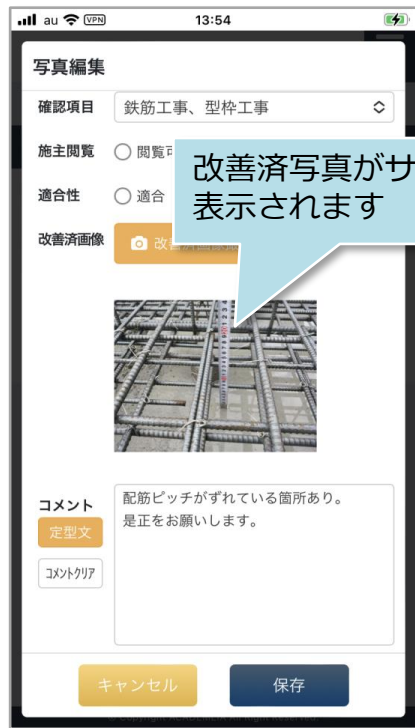 au VPN 13:54
写真編集
確認項目 鉄筋工事、型枠工事
施主閲覧 閲覧可
改善済写真がサ
表示されます
適合性 適合
改善済画像 改
コメント
定型文
コメントクリア
配筋ピッチがずれている箇所あり。
是正をお願いします。
キャンセル 保存